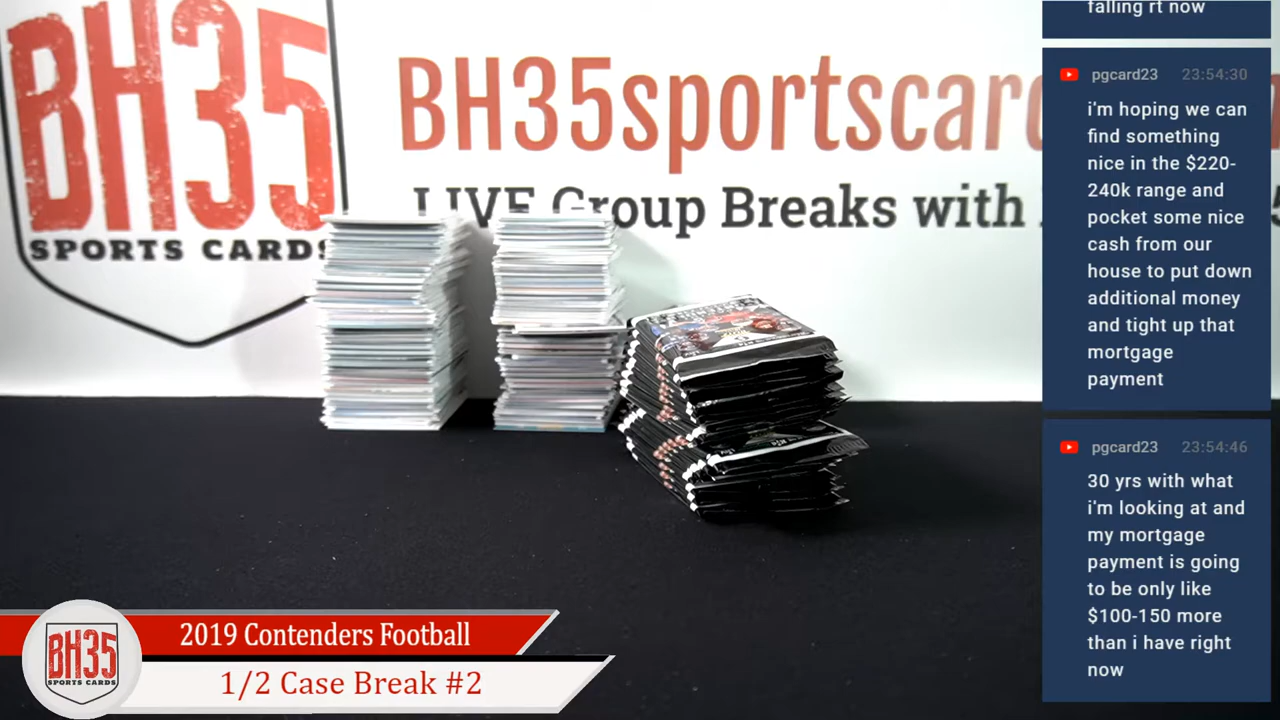 BH35
SPORTS CARDS
BH35sportscar
LIVE Group Breaks with
falling rt now
pgcard23 23:54:30
i'm hoping we can
find something
nice in the $220-
240k range and
pocket some nice
cash from our
house to put down
additional money
and tight up that
mortgage
payment
pgcard23 23:54:46
30 yrs with what
i'm looking at and
my mortgage
payment is going
to be only like
$100-150 more
than i have right
now
BH35
SPORTS CARDS
2019 Contenders Football
1/2 Case Break #2